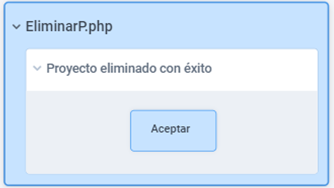 EliminarP.php
Proyecto eliminado con éxito
Aceptar